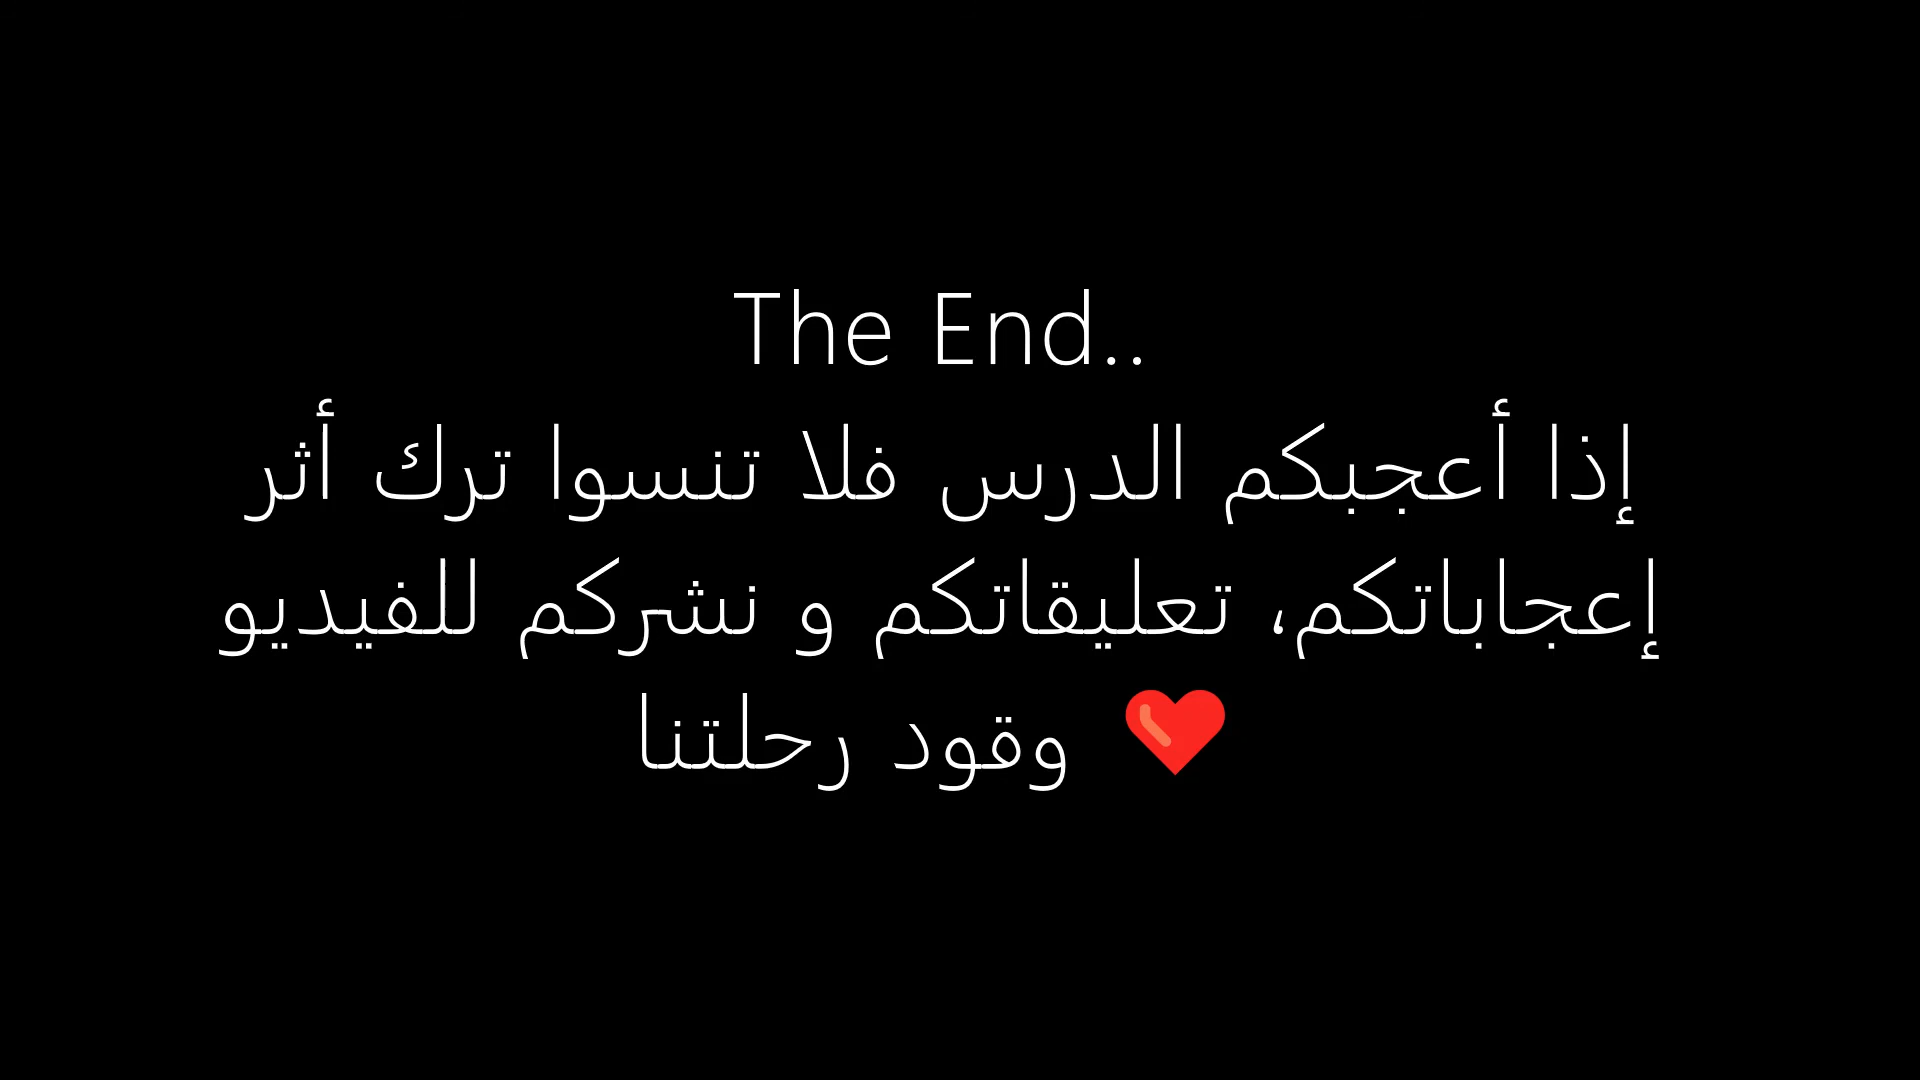 The End..
إذا أعجبكم الدرس فلا تنسوا ترك أثر
إعجاباتكم، تعليقاتكم و نشركم للفيديو
❤ وقود رحلتنا